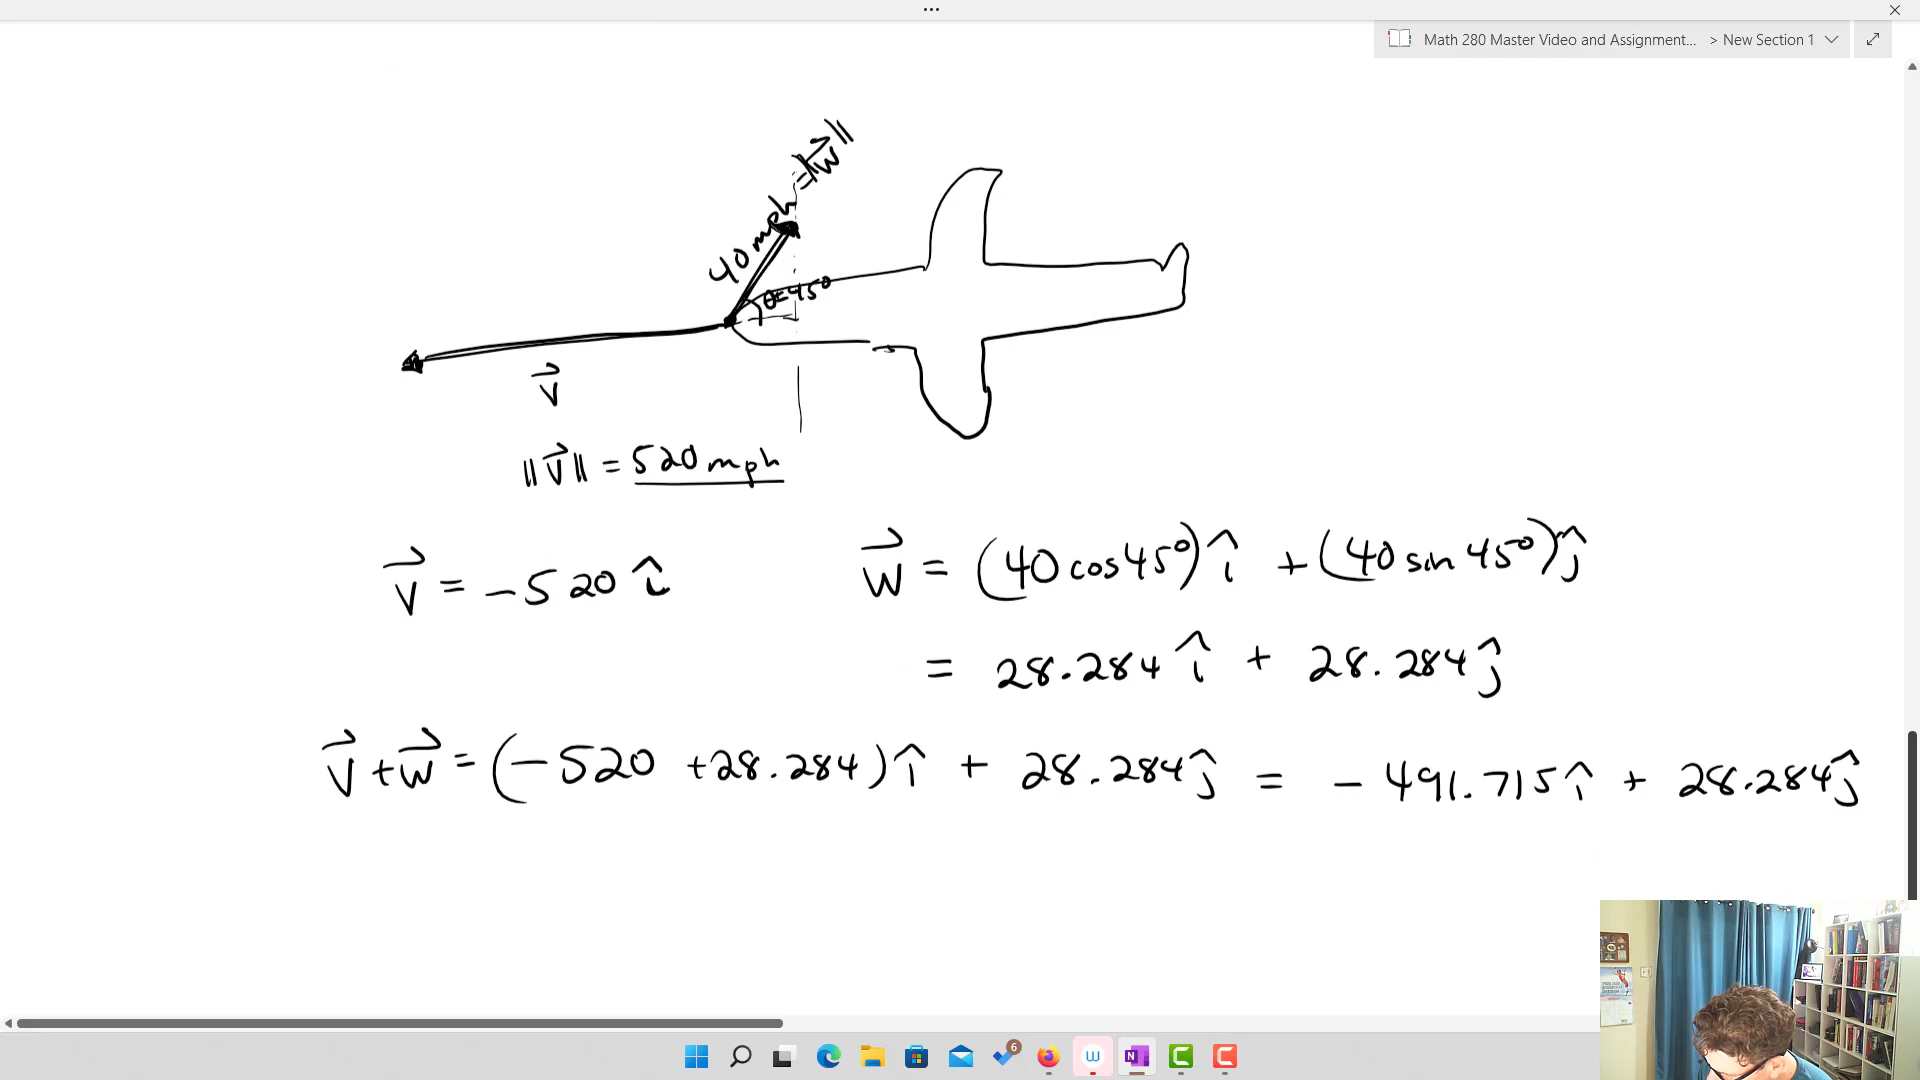 Math 280 Master Video and Assignment... > New Section 1
40 mph = ‖w⃗‖
θ=45°
v⃗
‖v⃗‖ = 520 mph
v⃗ = -520 î
w⃗ = (40 cos 45°) î + (40 sin 45°) ĵ
= 28.284 î + 28.284 ĵ
v⃗ + w⃗ = (-520 + 28.284) î + 28.284 ĵ = -491.715 î + 28.284 ĵ
6
W
N